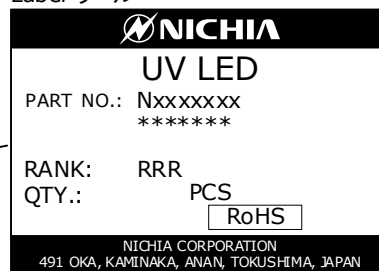 NICHIA
UV LED
PART NO.: Nxxxxxxx
*******
RANK: RRR
QTY.: PCS
RoHS
NICHIA CORPORATION
491 OKA, KAMINAKA, ANAN, TOKUSHIMA, JAPAN